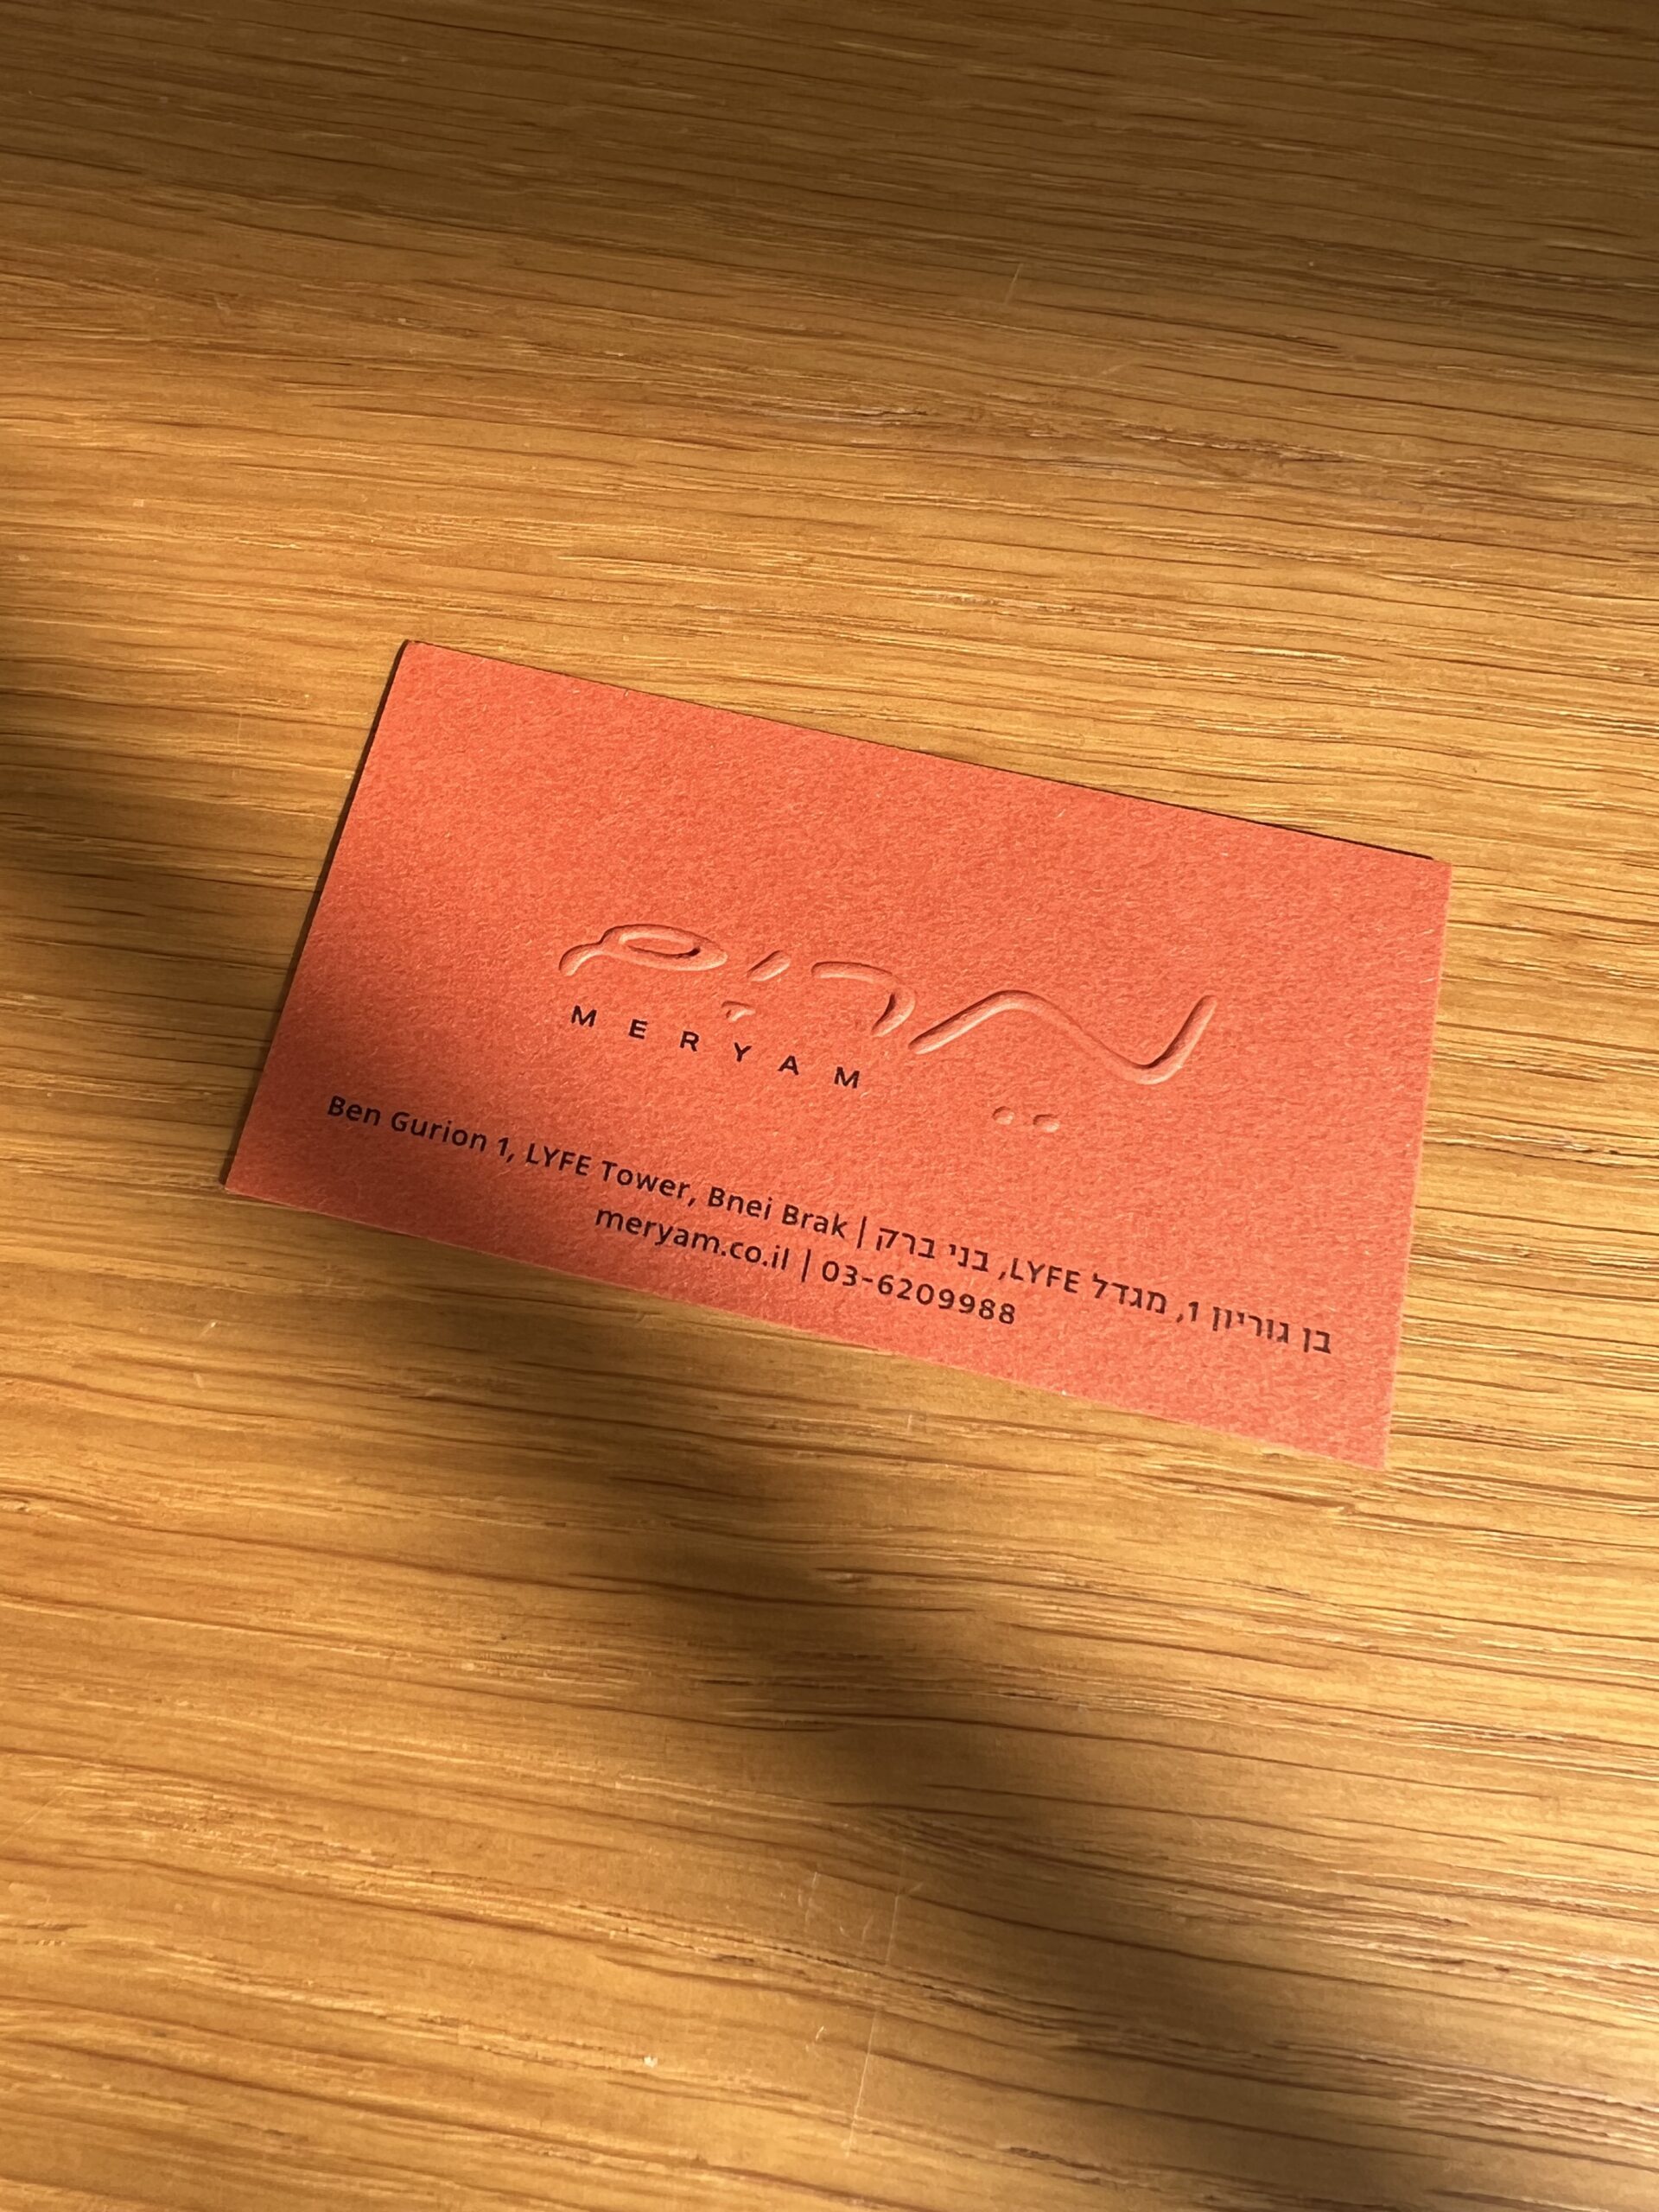 מרים
MERYAM
Ben Gurion 1, LYFE Tower, Bnei Brak | בן גוריון 1, מגדל LYFE, בני ברק
meryam.co.il | 03-6209988